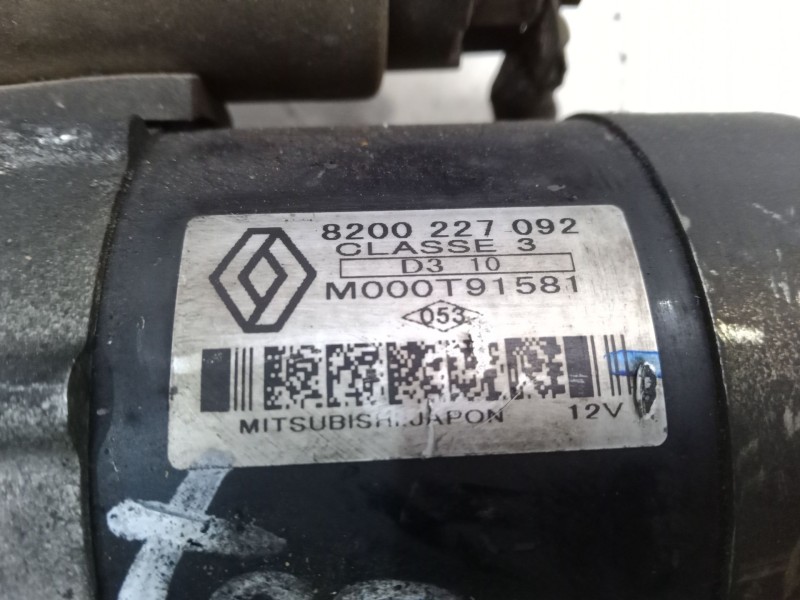 8200 227 092
CLASSE 3
D3 10
M000T91581
053
MITSUBISHI.JAPON 12V